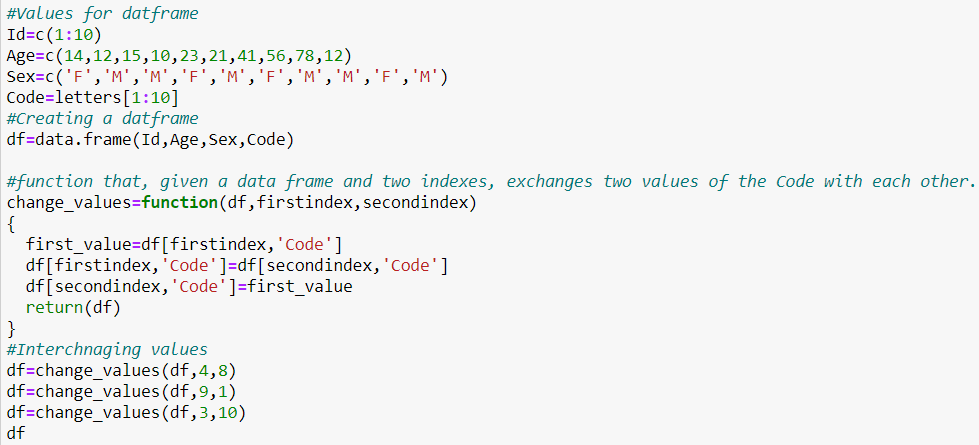 #Values for datframe
Id=c(1:10)
Age=c(14,12,15,10,23,21,41,56,78,12)
Sex=c('F','M','M','F','M','F','M','M','F','M')
Code=letters[1:10]
#Creating a datframe
df=data.frame(Id,Age,Sex,Code)
#function that, given a data frame and two indexes, exchanges two values of the Code with each other.
change_values=function(df,firstindex,secondindex)
{
first_value=df[firstindex,'Code']
df[firstindex,'Code']=df[secondindex,'Code']
df[secondindex,'Code']=first_value
return(df)
}
#Interchnaging values
df=change_values(df,4,8)
df=change_values(df,9,1)
df=change_values(df,3,10)
df